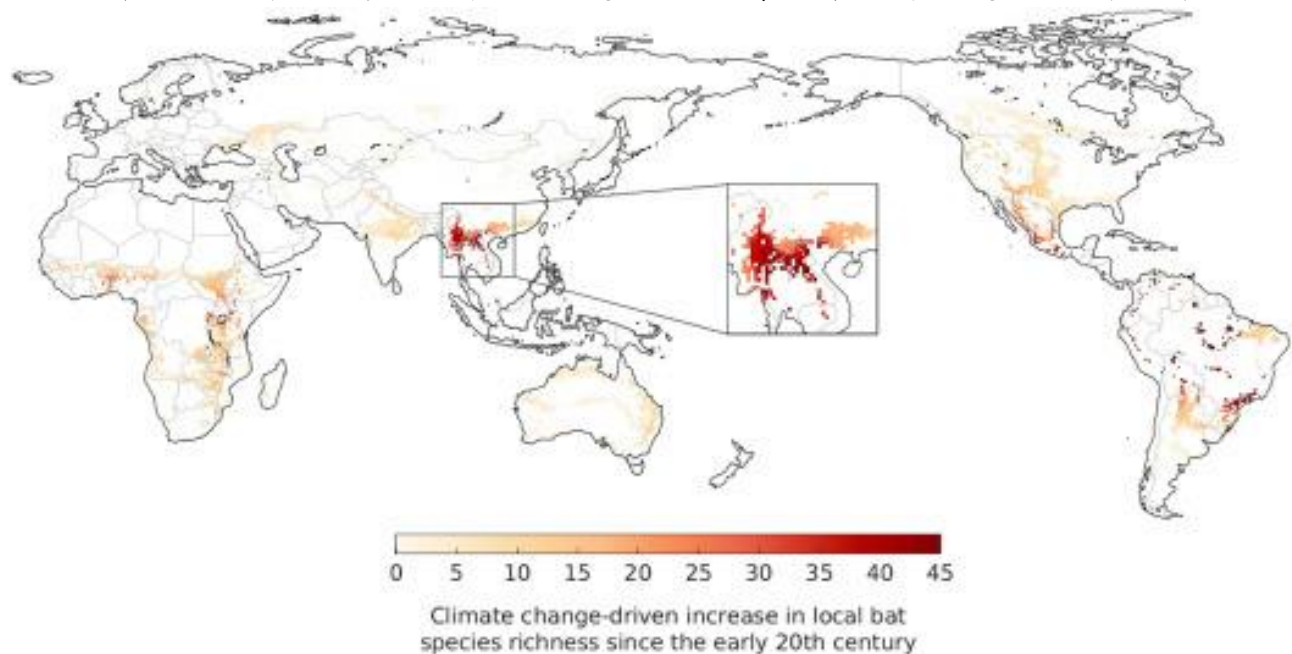 0 5 10 15 20 25 30 35 40 45
Climate change-driven increase in local bat
species richness since the early 20th century